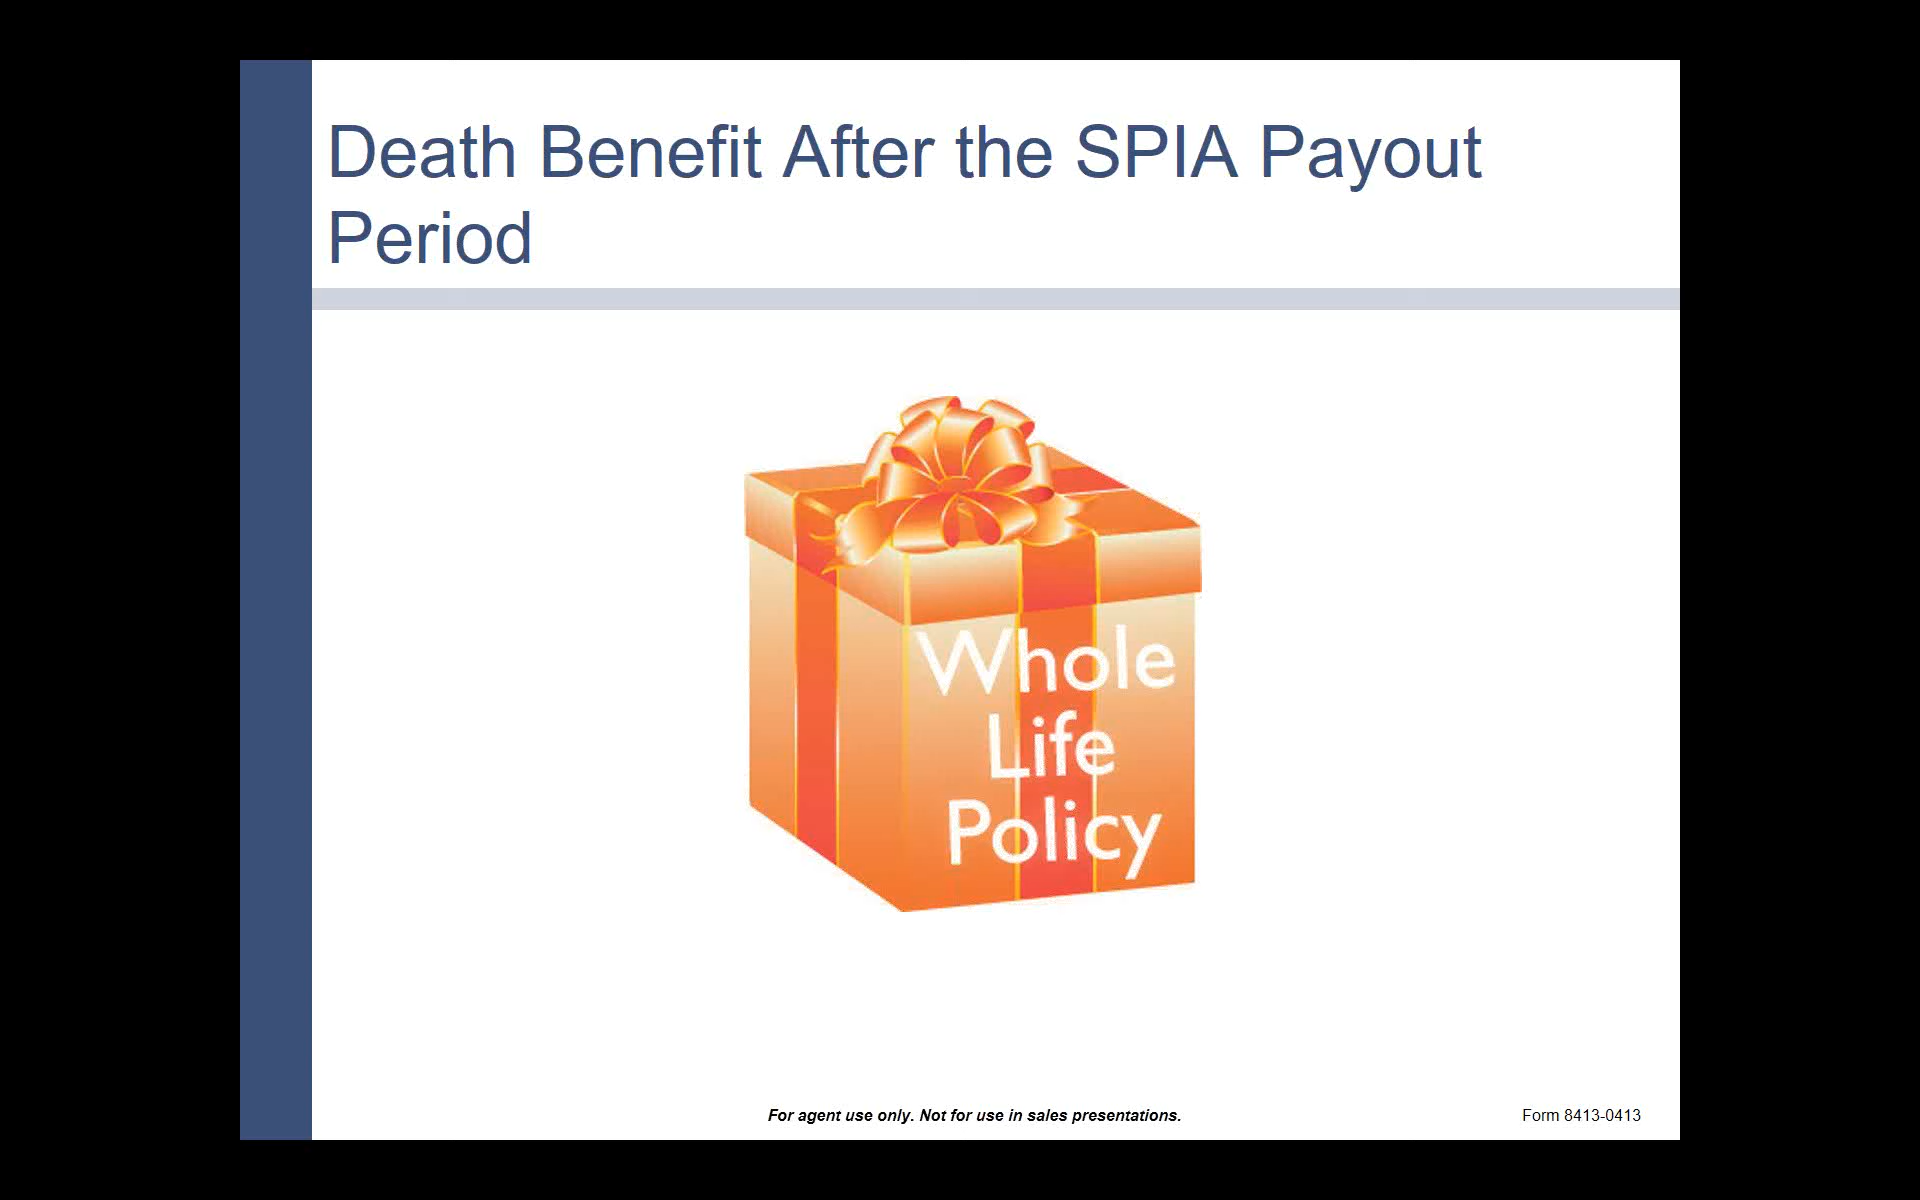 Death Benefit After the SPIA Payout
Period
Whole
Life
Policy
For agent use only. Not for use in sales presentations.
Form 8413-0413